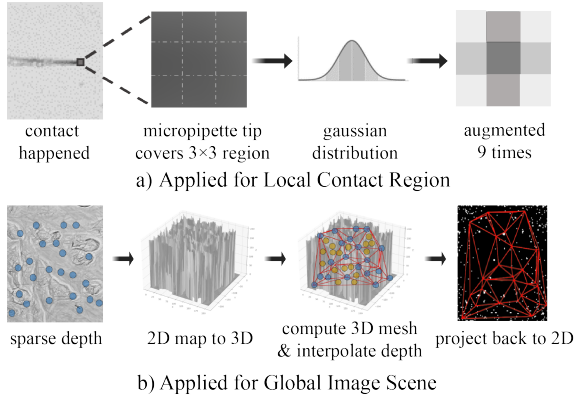 contact
happened
micropipette tip
covers 3×3 region
gaussian
distribution
augmented
9 times
a) Applied for Local Contact Region
sparse depth
2D map to 3D
compute 3D mesh
& interpolate depth
project back to 2D
b) Applied for Global Image Scene